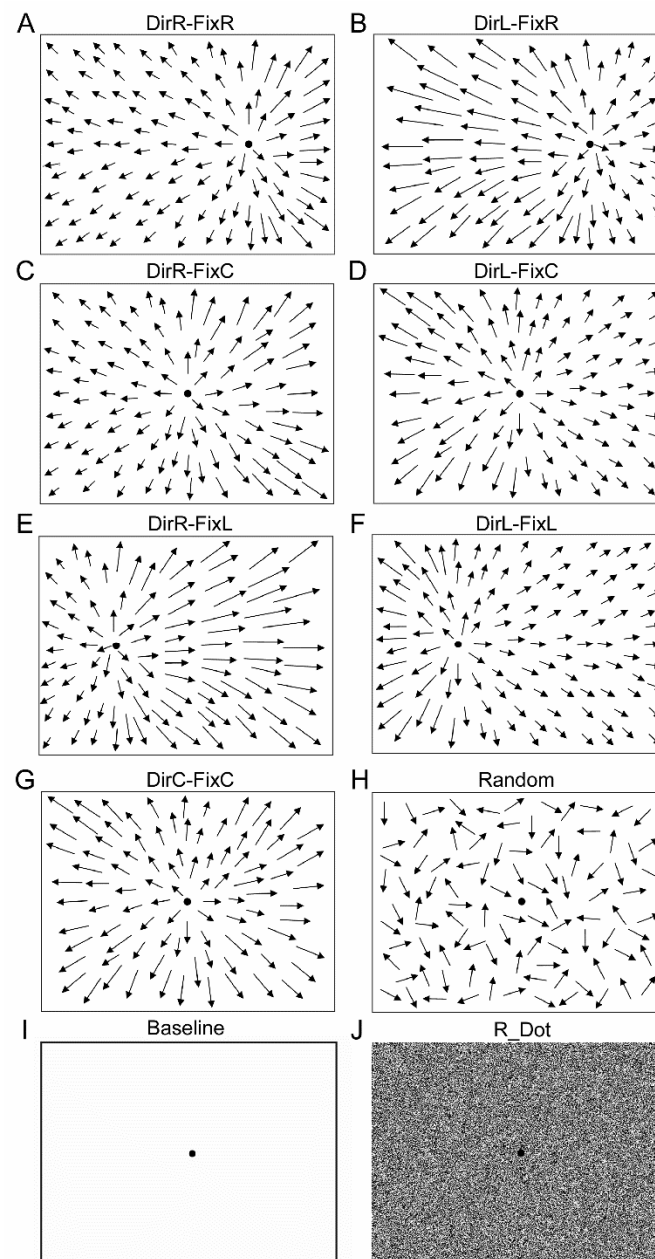 A DirR-FixR
B DirL-FixR
C DirR-FixC
D DirL-FixC
E DirR-FixL
F DirL-FixL
G DirC-FixC
H Random
I Baseline
J R_Dot